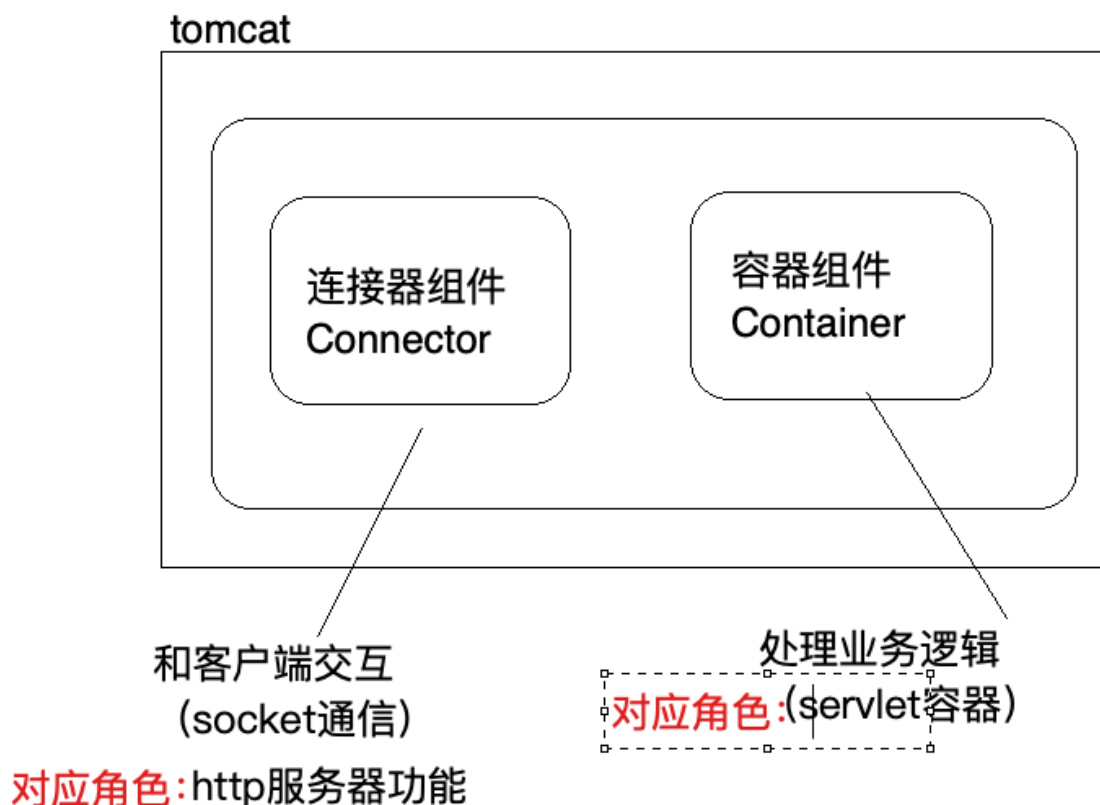 tomcat
连接器组件
Connector
容器组件
Container
和客户端交互
(socket通信)
对应角色:http服务器功能
处理业务逻辑
(servlet容器)
对应角色: